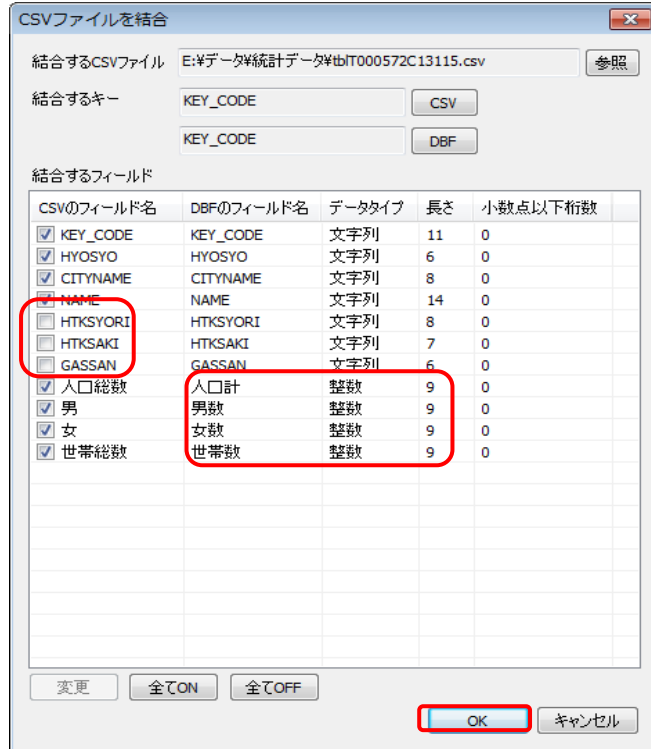 CSVファイルを結合
結合するCSVファイル E:¥データ¥統計データ¥tblT000572C13115.csv 参照
結合するキー KEY_CODE CSV
KEY_CODE DBF
結合するフィールド
CSVのフィールド名 DBFのフィールド名 データタイプ 長さ 小数点以下桁数
KEY_CODE KEY_CODE 文字列 11 0
HYOSYO HYOSYO 文字列 6 0
CITYNAME CITYNAME 文字列 8 0
NAME NAME 文字列 14 0
HTKSYORI HTKSYORI 文字列 8 0
HTKSAKI HTKSAKI 文字列 7 0
GASSAN GASSAN 文字列 6 0
人口総数 人口計 整数 9 0
男 男数 整数 9 0
女 女数 整数 9 0
世帯総数 世帯数 整数 9 0
変更 全てON 全てOFF
OK キャンセル